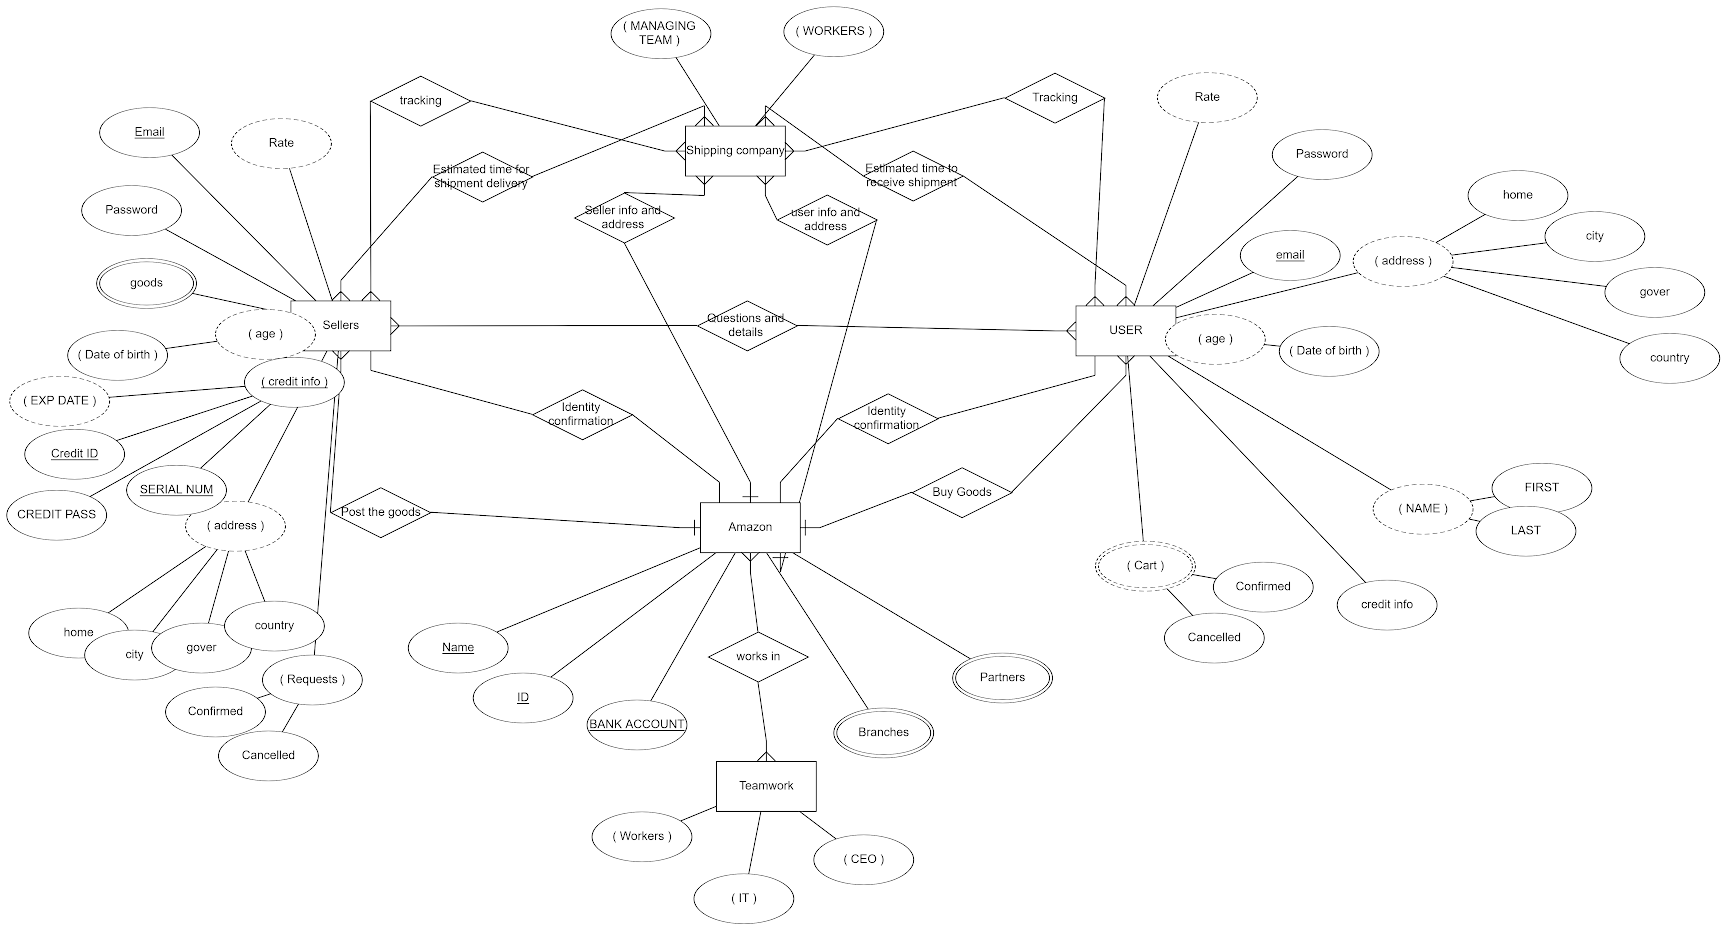 ( MANAGING
TEAM )
( WORKERS )
tracking
Tracking
Rate
Email
Rate
Shipping company
Password
Estimated time for
shipment delivery
Estimated time to
receive shipment
home
Password
Seller info and
address
user info and
address
city
email
( address )
goods
gover
Sellers
Questions and
details
USER
( age )
( age )
( Date of birth )
( Date of birth )
country
( credit info )
( EXP DATE )
Identity
confirmation
Identity
confirmation
Credit ID
SERIAL NUM
Buy Goods
FIRST
CREDIT PASS
Post the goods
( NAME )
( address )
Amazon
LAST
( Cart )
Confirmed
credit info
home
country
city
gover
Name
works in
Cancelled
( Requests )
Partners
ID
Confirmed
BANK ACCOUNT
Branches
Cancelled
Teamwork
( Workers )
( CEO )
( IT )